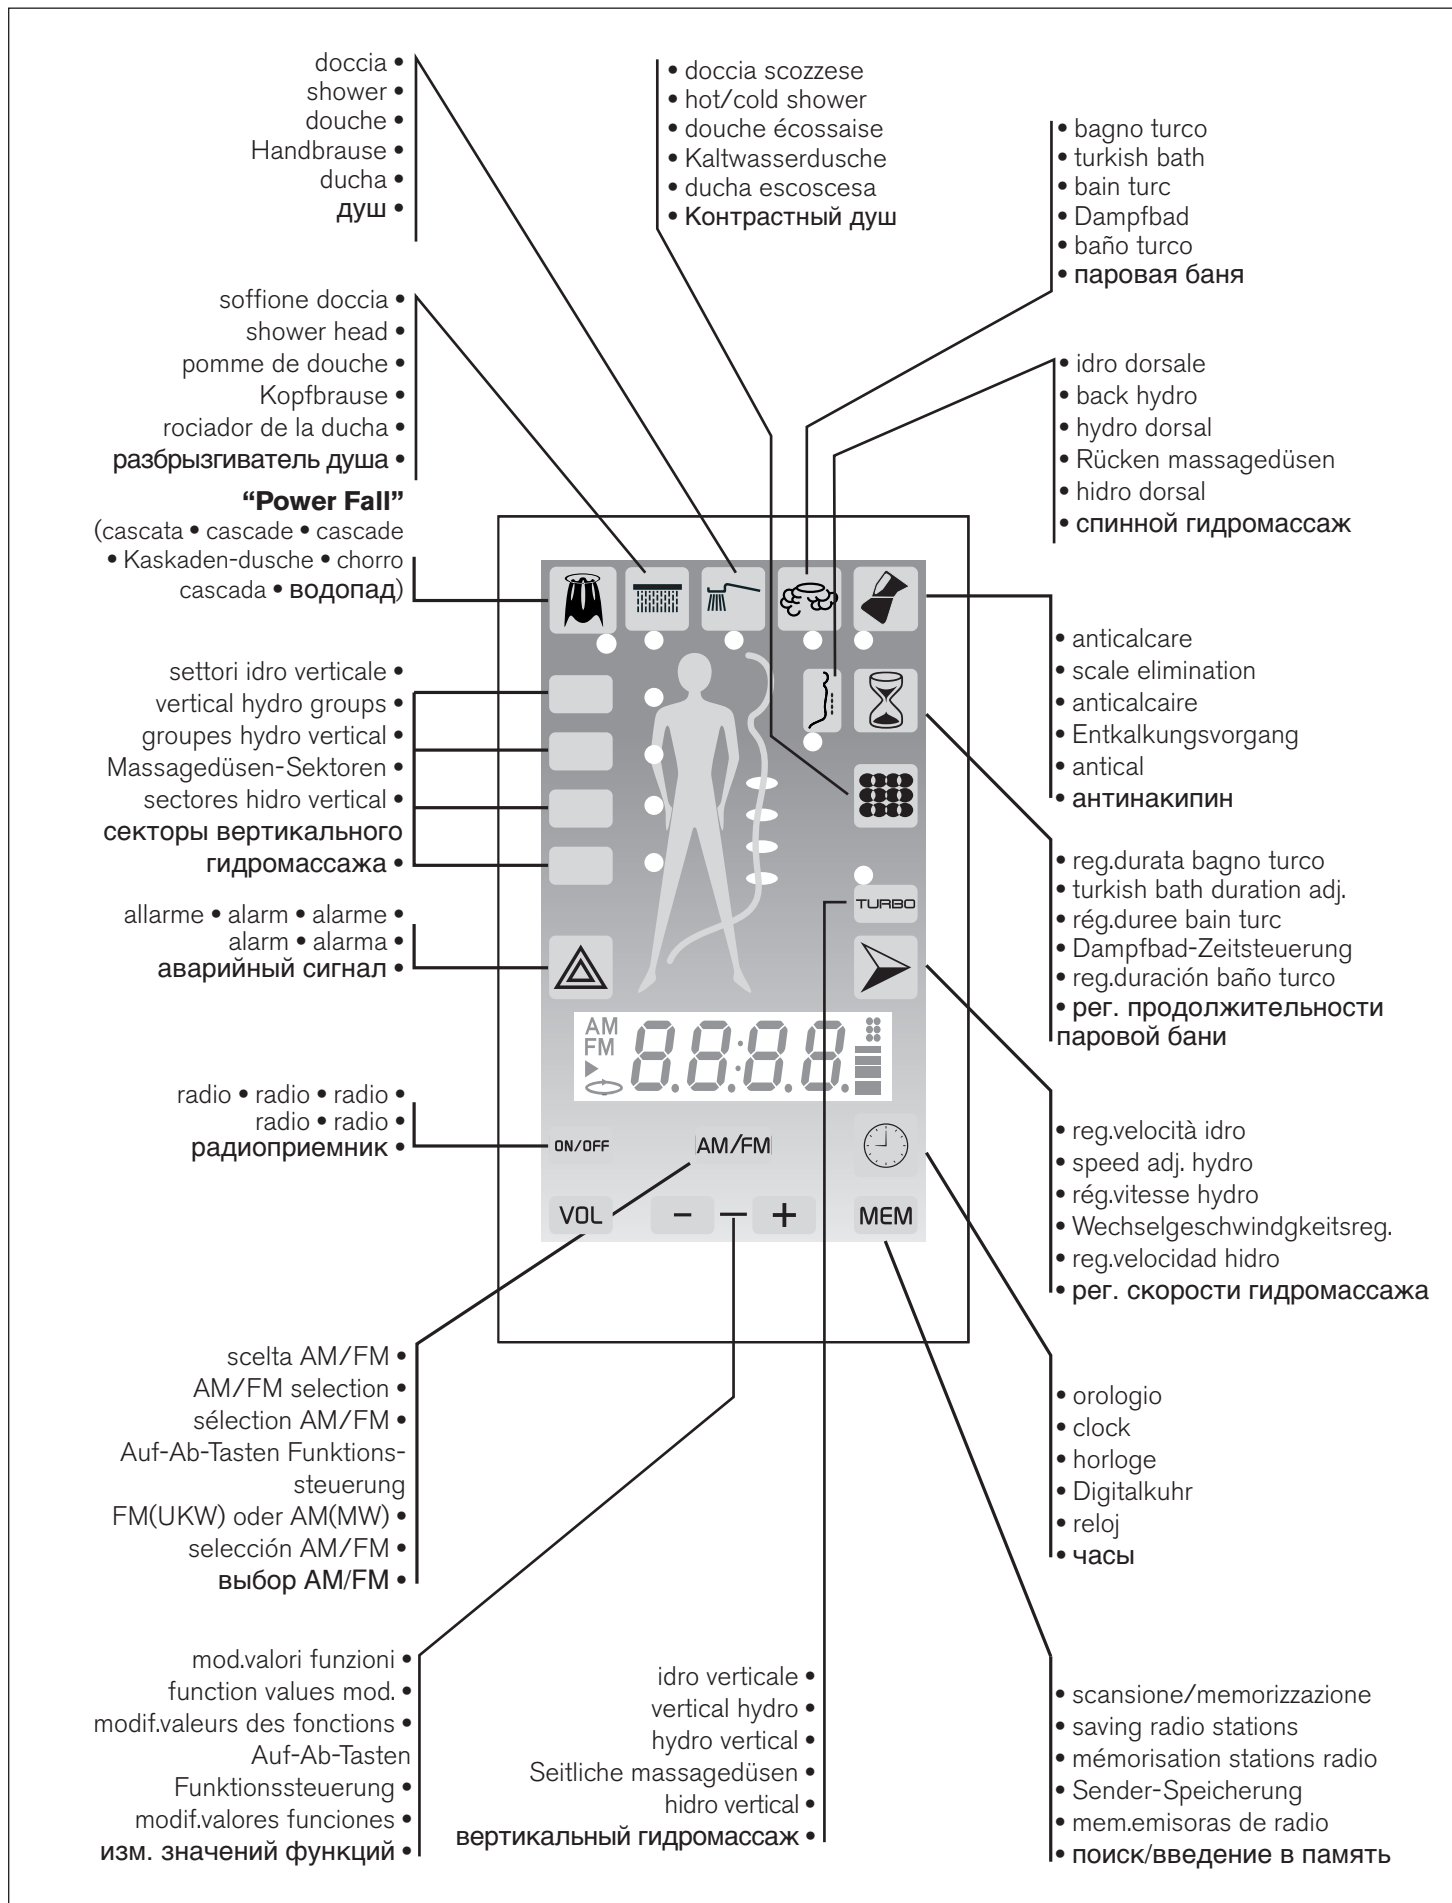 doccia •
shower •
douche •
Handbrause •
ducha •
душ •
• doccia scozzese
• hot/cold shower
• douche écossaise
• Kaltwasserdusche
• ducha escoscesa
• Контрастный душ
• bagno turco
• turkish bath
• bain turc
• Dampfbad
• baño turco
• паровая баня
soffione doccia •
shower head •
pomme de douche •
Kopfbrause •
rociador de la ducha •
разбрызгиватель душа •
• idro dorsale
• back hydro
• hydro dorsal
• Rücken massagedüsen
• hidro dorsal
• спинной гидромассаж
“Power Fall”
(cascata • cascade • cascade
• Kaskaden-dusche • chorro
cascada • водопад)
settori idro verticale •
vertical hydro groups •
groupes hydro vertical •
Massagedüsen-Sektoren •
sectores hidro vertical •
секторы вертикального
гидромассажа •
• anticalcare
• scale elimination
• anticalcaire
• Entkalkungsvorgang
• antical
• антинакипин
allarme • alarm • alarme •
alarm • alarma •
аварийный сигнал •
• reg.durata bagno turco
• turkish bath duration adj.
• rég.duree bain turc
• Dampfbad-Zeitsteuerung
• reg.duración baño turco
• рег. продолжительности
паровой бани
TURBO
AM
FM
88:88
radio • radio • radio •
radio • radio •
радиоприемник •
ON/OFF
AM/FM
VOL
-
—
+
MEM
• reg.velocità idro
• speed adj. hydro
• rég.vitesse hydro
• Wechselgeschwindgkeitsreg.
• reg.velocidad hidro
• рег. скорости гидромассажа
scelta AM/FM •
AM/FM selection •
sélection AM/FM •
Auf-Ab-Tasten Funktions-
steuerung
FM(UKW) oder AM(MW) •
selección AM/FM •
выбор AM/FM •
• orologio
• clock
• horloge
• Digitalkuhr
• reloj
• часы
mod.valori funzioni •
function values mod. •
modif.valeurs des fonctions •
Auf-Ab-Tasten
Funktionssteuerung •
modif.valores funciones •
изм. значений функций •
idro verticale •
vertical hydro •
hydro vertical •
Seitliche massagedüsen •
hidro vertical •
вертикальный гидромассаж •
• scansione/memorizzazione
• saving radio stations
• mémorisation stations radio
• Sender-Speicherung
• mem.emisoras de radio
• поиск/введение в память